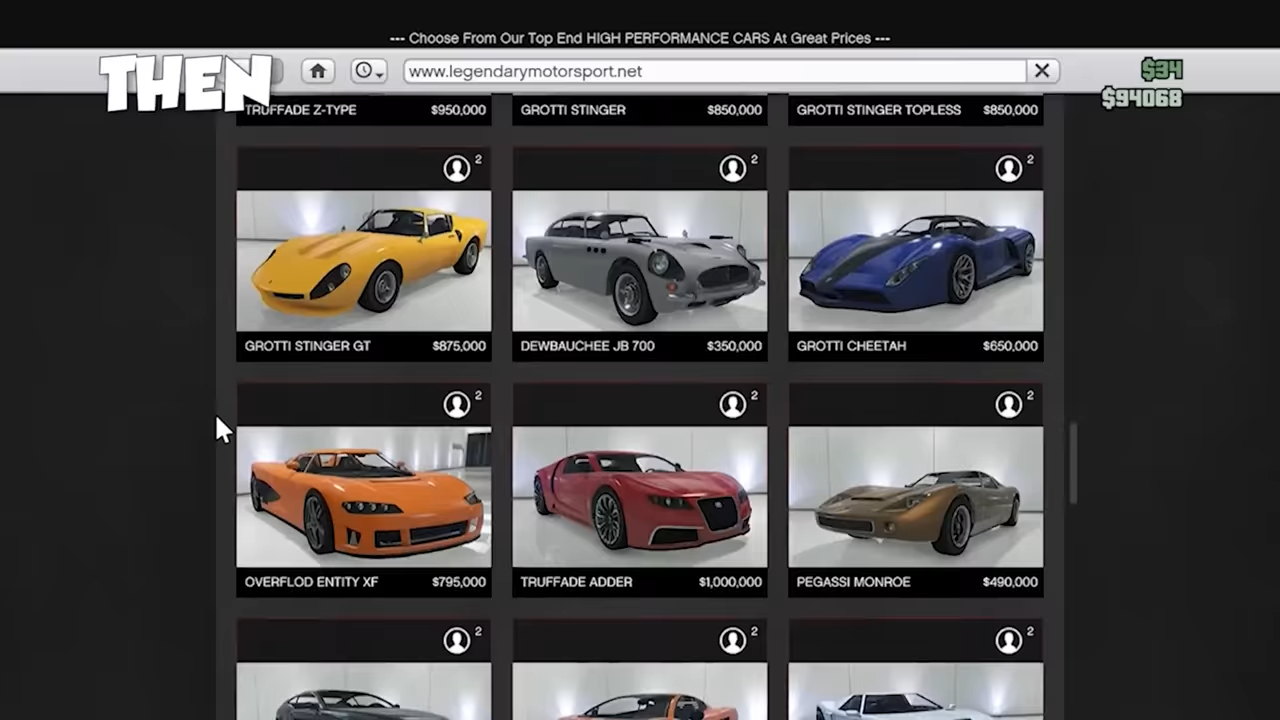 --- Choose From Our Top End HIGH PERFORMANCE CARS At Great Prices ---
THEN
www.legendarymotorsport.net
$34
$94068
TRUFFADE Z-TYPE $950,000
GROTTI STINGER $850,000
GROTTI STINGER TOPLESS $850,000
2
2
2
GROTTI STINGER GT $875,000
DEWBAUCHEE JB 700 $350,000
GROTTI CHEETAH $650,000
2
2
2
OVERFLOD ENTITY XF $795,000
TRUFFADE ADDER $1,000,000
PEGASSI MONROE $490,000
2
2
2